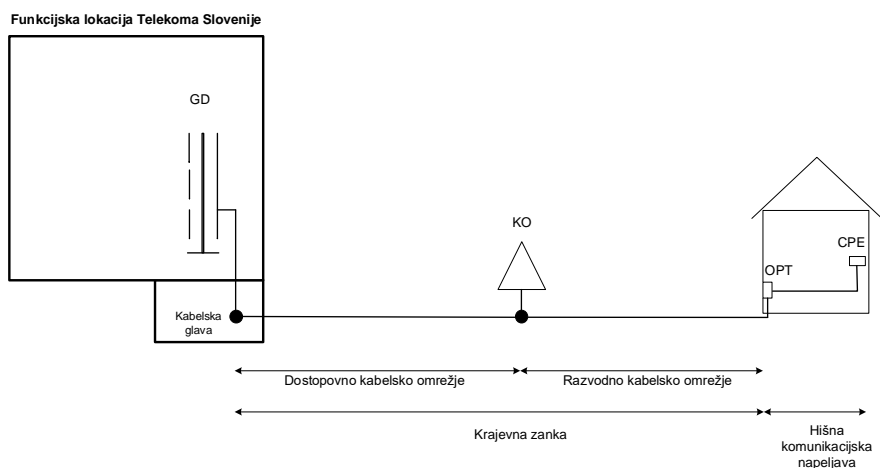 Funkcijska lokacija Telekoma Slovenije
GD
KO
CPE
OPT
Kabelska
glava
Dostopovno kabelsko omrežje
Razvodno kabelsko omrežje
Krajevna zanka
Hišna
komunikacijska
napeljava